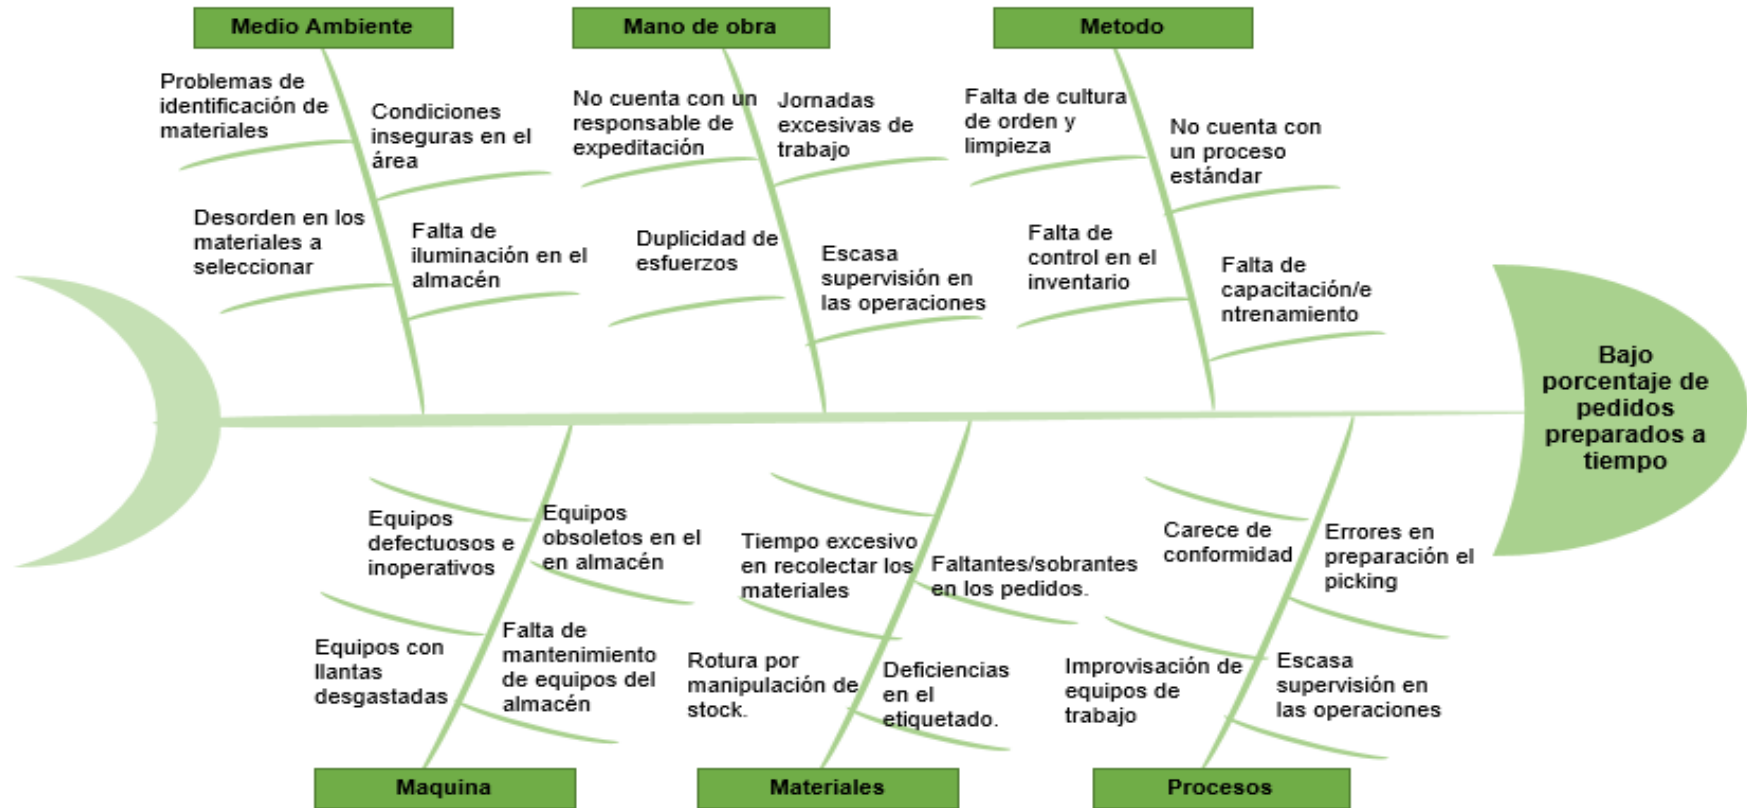 Medio Ambiente
Problemas de
identificación de
materiales
Condiciones
inseguras en el
área
Desorden en los
materiales a
seleccionar
Falta de
iluminación en el
almacén
Mano de obra
No cuenta con un
responsable de
expeditación
Jornadas
excesivas de
trabajo
Duplicidad de
esfuerzos
Escasa
supervisión en
las operaciones
Metodo
Falta de cultura
de orden y
limpieza
No cuenta con
un proceso
estándar
Falta de
control en el
inventario
Falta de
capacitación/e
ntrenamiento
Bajo
porcentaje de
pedidos
preparados a
tiempo
Equipos
defectuosos e
inoperativos
Equipos
obsoletos en el
en almacén
Equipos con
llantas
desgastadas
Falta de
mantenimiento
de equipos del
almacén
Maquina
Tiempo excesivo
en recolectar los
materiales
Faltantes/sobrantes
en los pedidos.
Rotura por
manipulación de
stock.
Deficiencias
en el
etiquetado.
Materiales
Carece de
conformidad
Errores en
preparación el
picking
Improvisación de
equipos de
trabajo
Escasa
supervisión en
las operaciones
Procesos